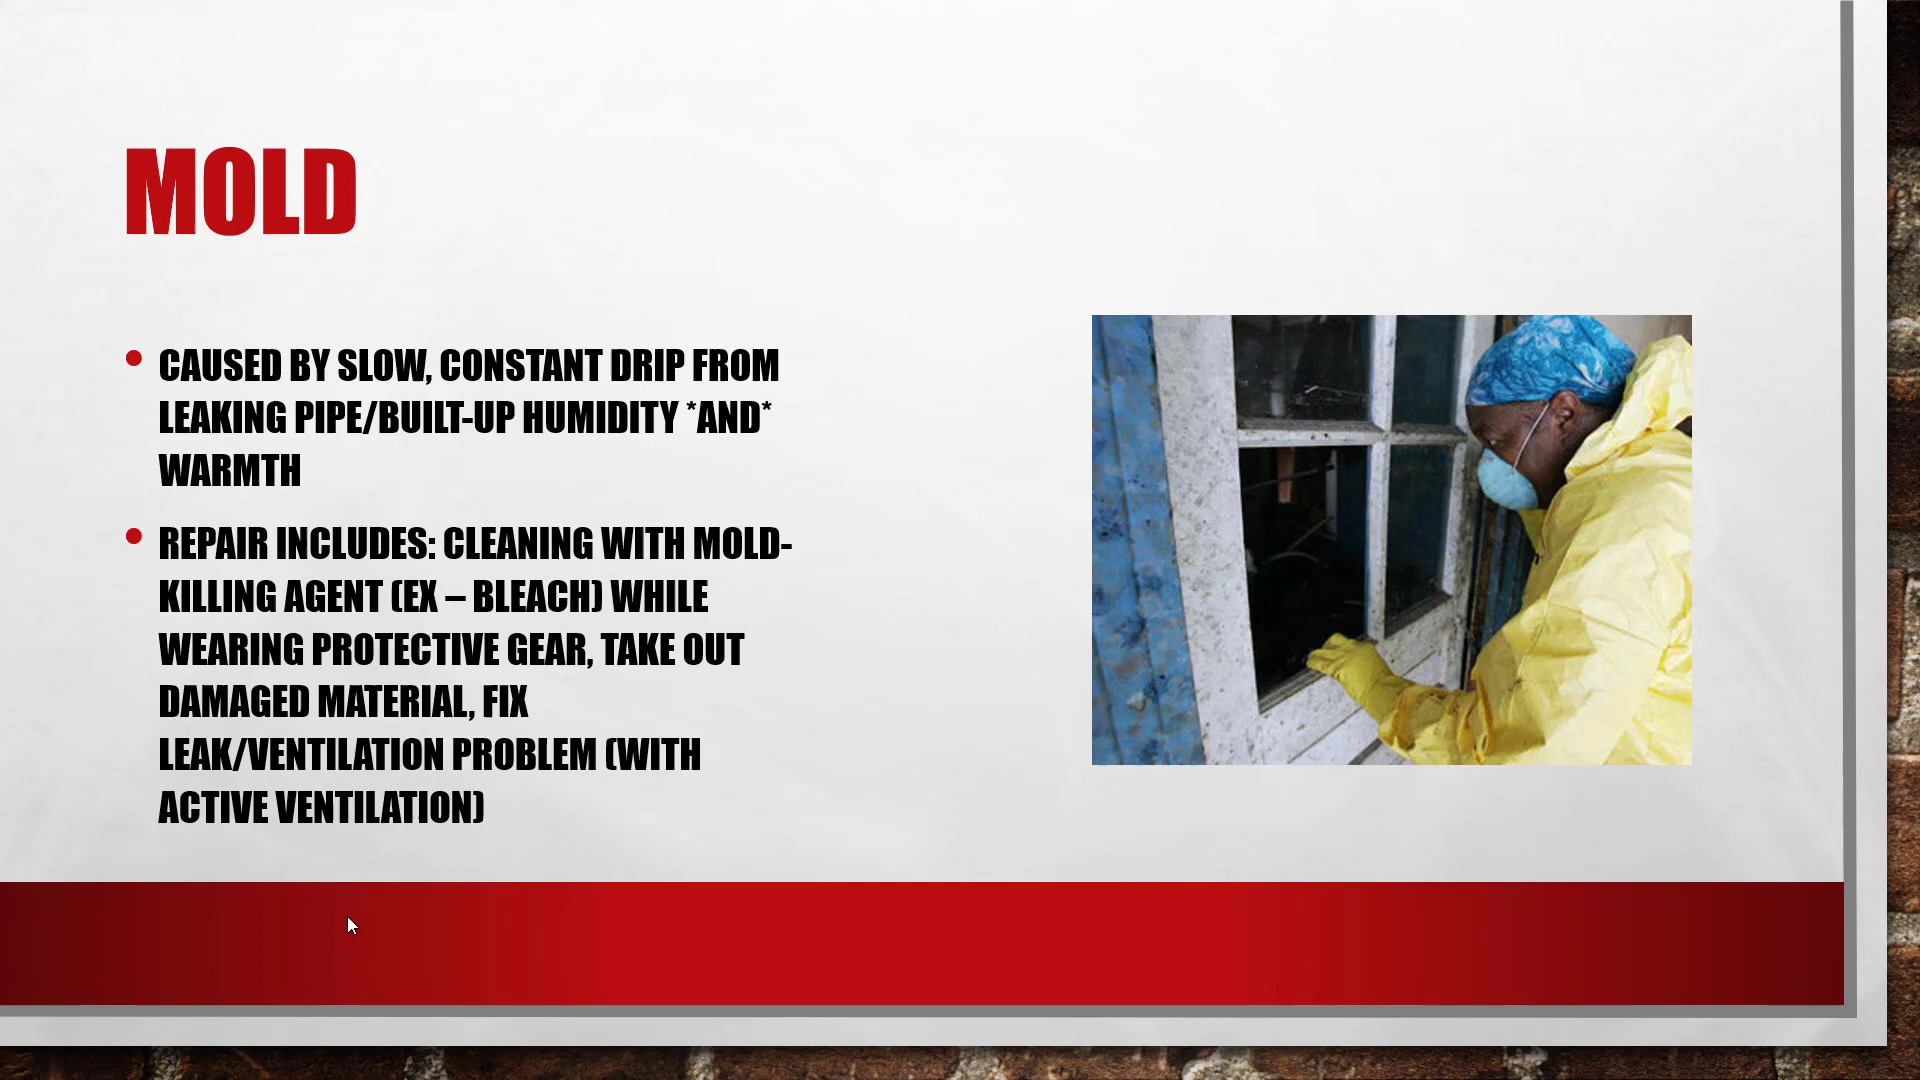 MOLD
CAUSED BY SLOW, CONSTANT DRIP FROM
LEAKING PIPE/BUILT-UP HUMIDITY *AND*
WARMTH
REPAIR INCLUDES: CLEANING WITH MOLD-
KILLING AGENT (EX – BLEACH) WHILE
WEARING PROTECTIVE GEAR, TAKE OUT
DAMAGED MATERIAL, FIX
LEAK/VENTILATION PROBLEM (WITH
ACTIVE VENTILATION)